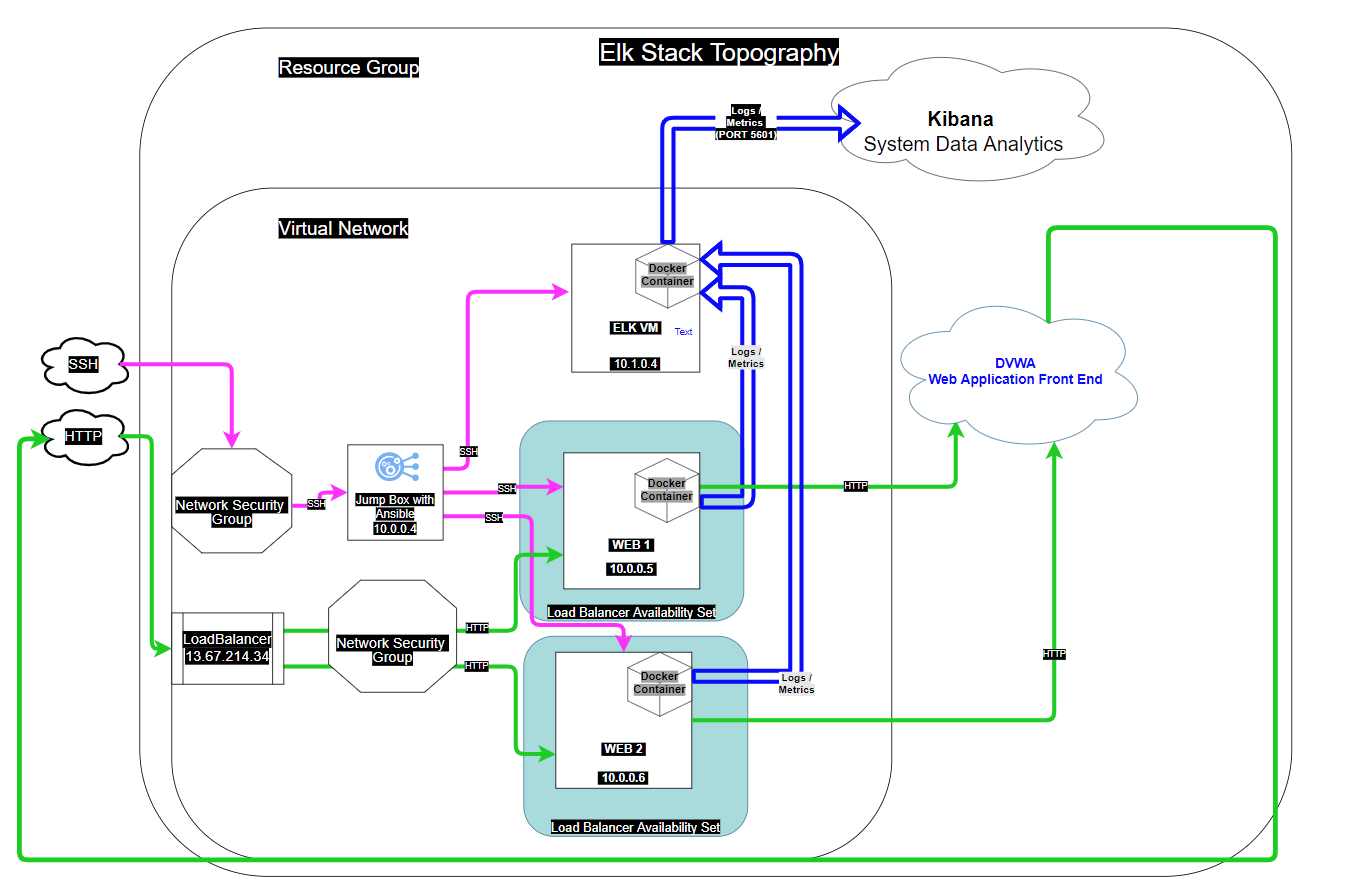 Elk Stack Topography
Resource Group
Logs /
Metrics
(PORT 5601)
Kibana
System Data Analytics
Virtual Network
Docker
Container
ELK VM
Text
10.1.0.4
Logs /
Metrics
SSH
HTTP
DVWA
Web Application Front End
SSH
Network Security
Group
SSH
Jump Box with
Ansible
10.0.0.4
SSH
SSH
Docker
Container
WEB 1
10.0.0.5
HTTP
Load Balancer Availability Set
LoadBalancer
13.67.214.34
Network Security
Group
HTTP
HTTP
Docker
Container
WEB 2
10.0.0.6
Logs /
Metrics
HTTP
Load Balancer Availability Set